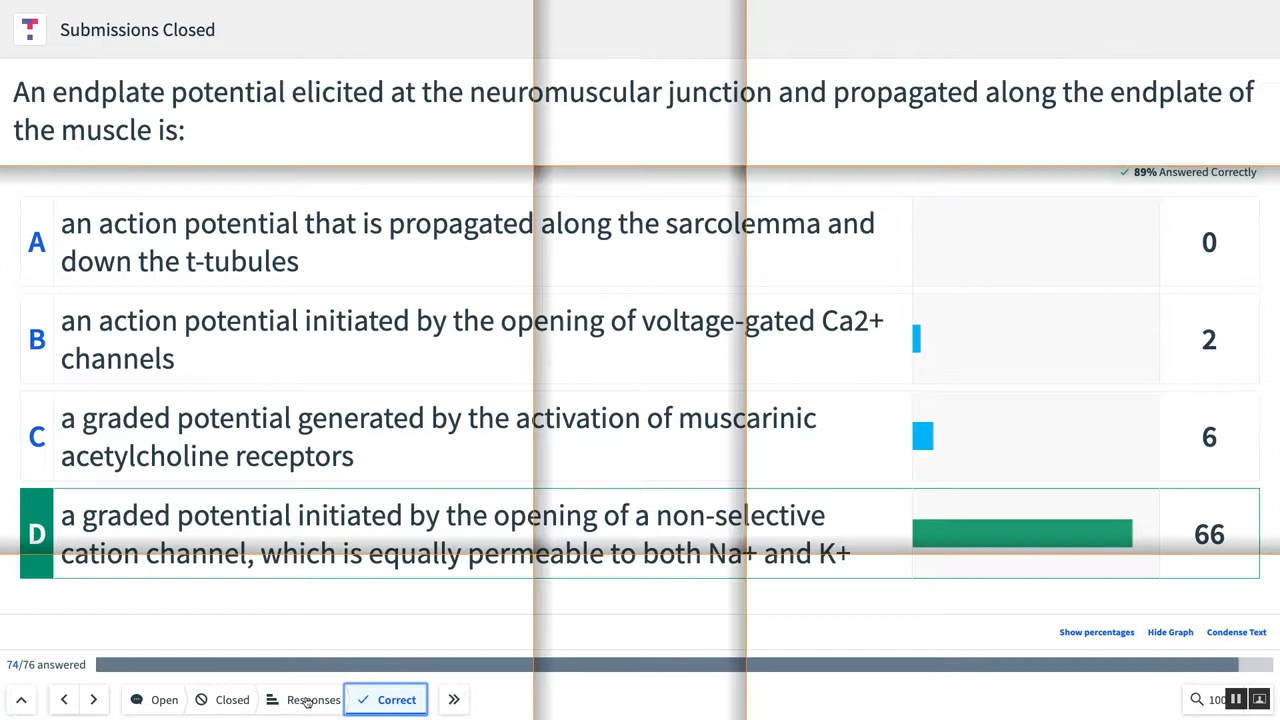 Submissions Closed
An endplate potential elicited at the neuromuscular junction and propagated along the endplate of
the muscle is:
89% Answered Correctly
A
an action potential that is propagated along the sarcolemma and
down the t-tubules
0
B
an action potential initiated by the opening of voltage-gated Ca2+
channels
2
C
a graded potential generated by the activation of muscarinic
acetylcholine receptors
6
D
a graded potential initiated by the opening of a non-selective
cation channel, which is equally permeable to both Na+ and K+
66
Show percentages Hide Graph Condense Text
74/76 answered
Open Closed Responses Correct